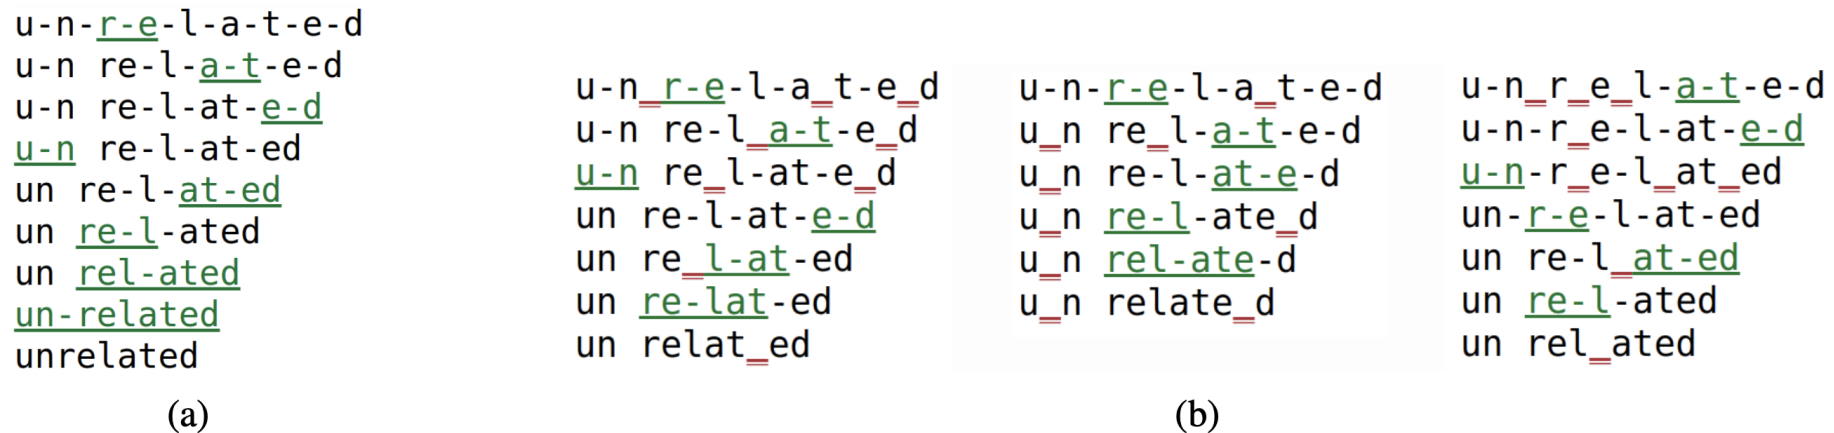 u-n-r-e-l-a-t-e-d
u-n re-l-a-t-e-d
u-n re-l-at-e-d
u-n re-l-at-ed
un re-l-at-ed
un re-l-ated
un rel-ated
un-related
unrelated
(a)
u-n_r-e-l-a_t-e_d
u-n re-l_a-t-e_d
u-n re_l-at-e_d
un re-l-at-e-d
un re_l-at-ed
un re-lat-ed
un relat_ed
u-n-r-e-l-a_t-e-d
u_n re_l-a-t-e-d
u_n re-l-at-e-d
u_n re-l-ate_d
u_n rel-ate-d
u_n relate_d
u-n_r_e_l-a-t-e-d
u-n-r_e-l-at-e-d
u-n-r_e-l_at_ed
un-r-e-l-at-ed
un re-l_at-ed
un re-l-ated
un rel_ated
(b)